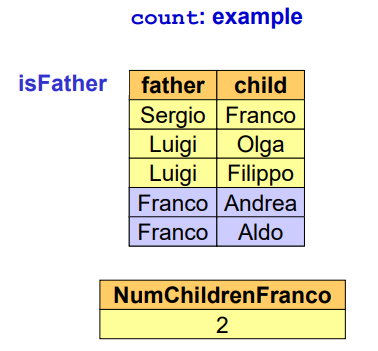 count: example
isFather
father child
Sergio Franco
Luigi Olga
Luigi Filippo
Franco Andrea
Franco Aldo
NumChildrenFranco
2